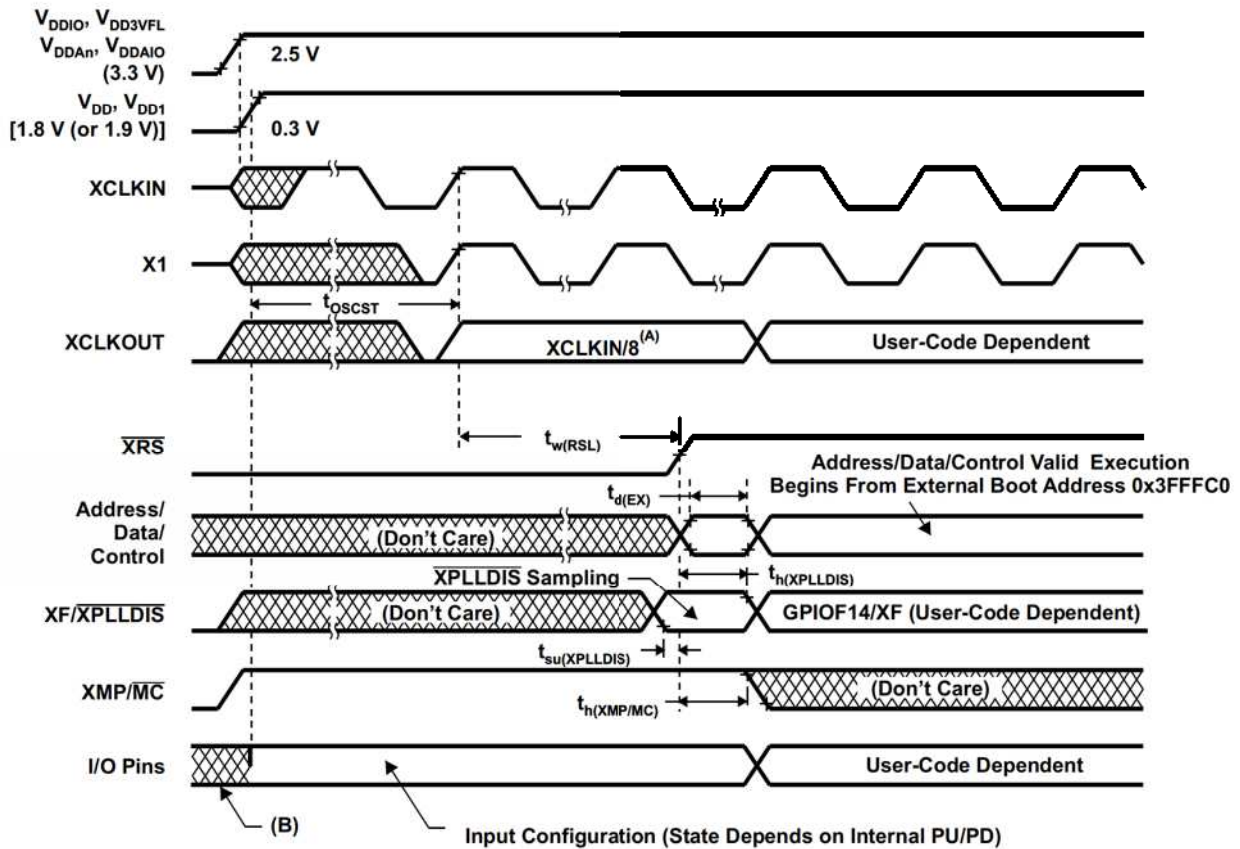 V_DDIO, V_DD3VFL
V_DDAn, V_DDAIO
(3.3 V)
2.5 V
V_DD, V_DD1
[1.8 V (or 1.9 V)]
0.3 V
XCLKIN
X1
t_OSCST
XCLKOUT
XCLKIN/8^(A)
User-Code Dependent
XRS
t_w(RSL)
Address/Data/Control Valid Execution
Begins From External Boot Address 0x3FFFC0
t_d(EX)
Address/
Data/
Control
(Don't Care)
XPLLDIS Sampling
t_h(XPLLDIS)
XF/XPLLDIS
(Don't Care)
GPIOF14/XF (User-Code Dependent)
t_su(XPLLDIS)
XMP/MC
(Don't Care)
t_h(XMP/MC)
I/O Pins
User-Code Dependent
(B)
Input Configuration (State Depends on Internal PU/PD)